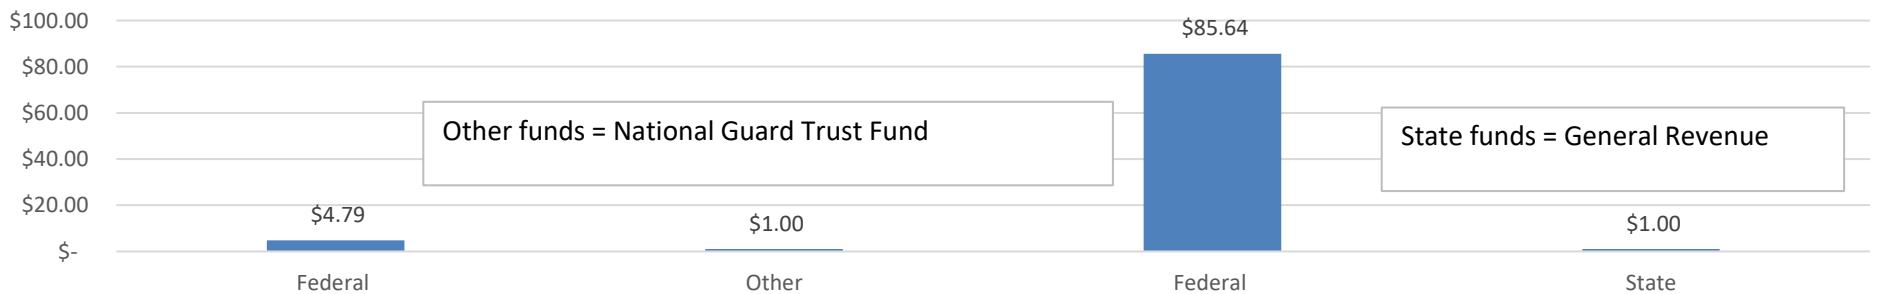 $100.00
$80.00
$60.00
$40.00
$20.00
$-
$4.79
$1.00
$85.64
$1.00
Other funds = National Guard Trust Fund
State funds = General Revenue
Federal
Other
Federal
State